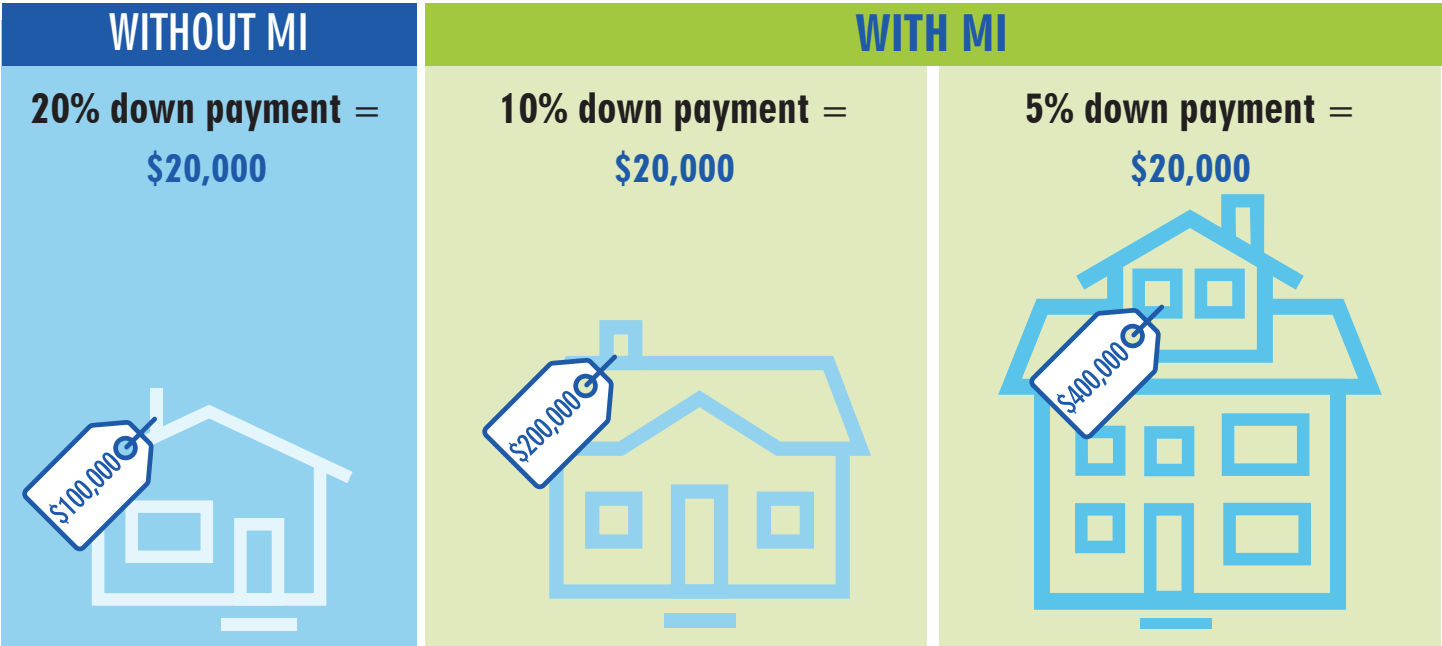 WITHOUT MI
20% down payment =
$20,000
$100,000
WITH MI
10% down payment =
$20,000
$200,000
5% down payment =
$20,000
$400,000